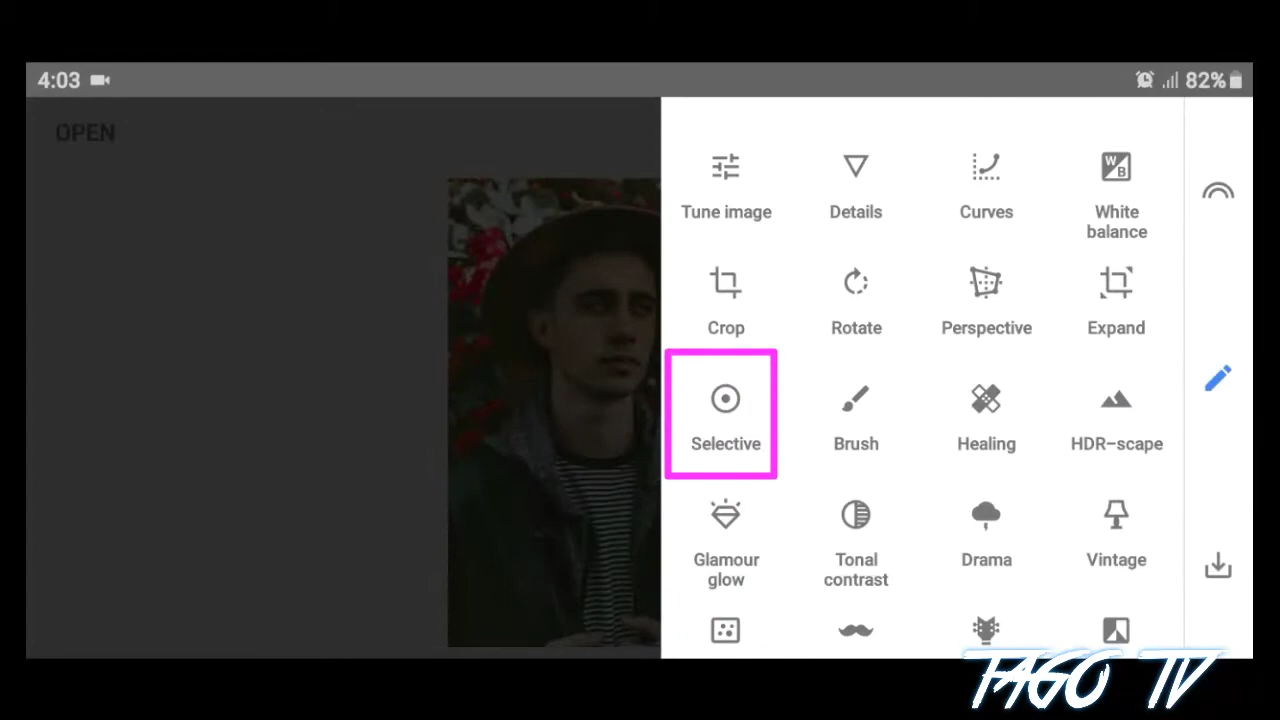 4:03
82%
OPEN
Tune image
Details
Curves
W
B
White
balance
Crop
Rotate
Perspective
Expand
Selective
Brush
Healing
HDR-scape
Glamour
glow
Tonal
contrast
Drama
Vintage
TAGO TV